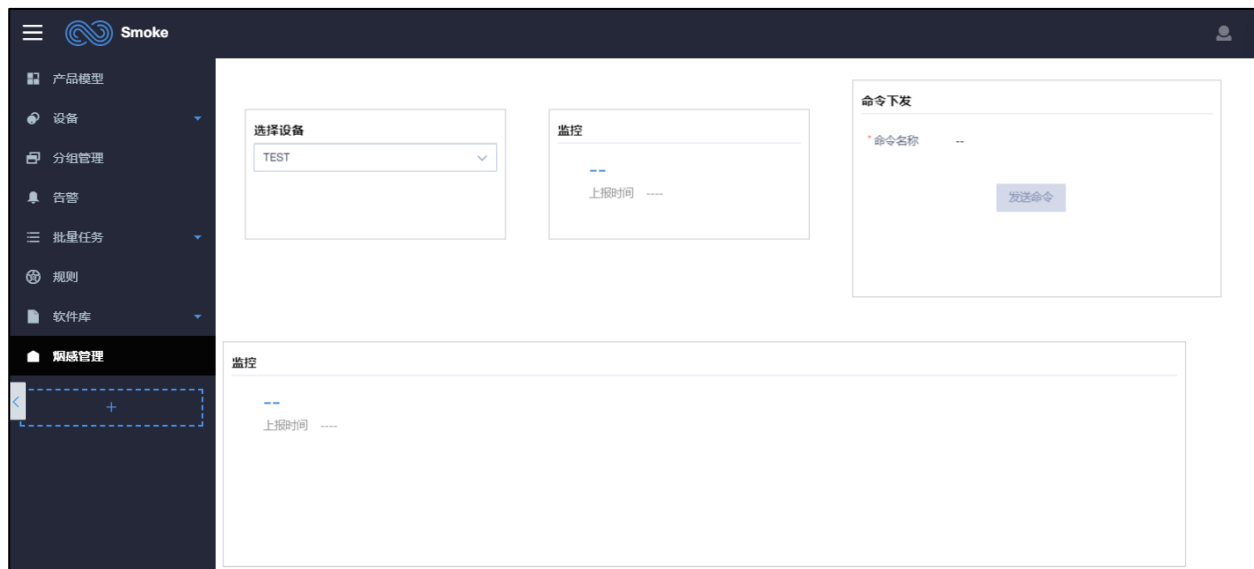 Smoke
产品模型
设备
分组管理
告警
批量任务
规则
软件库
烟感管理
+
选择设备
TEST
监控
--
上报时间 ----
命令下发
*命令名称 --
发送命令
监控
--
上报时间 ----